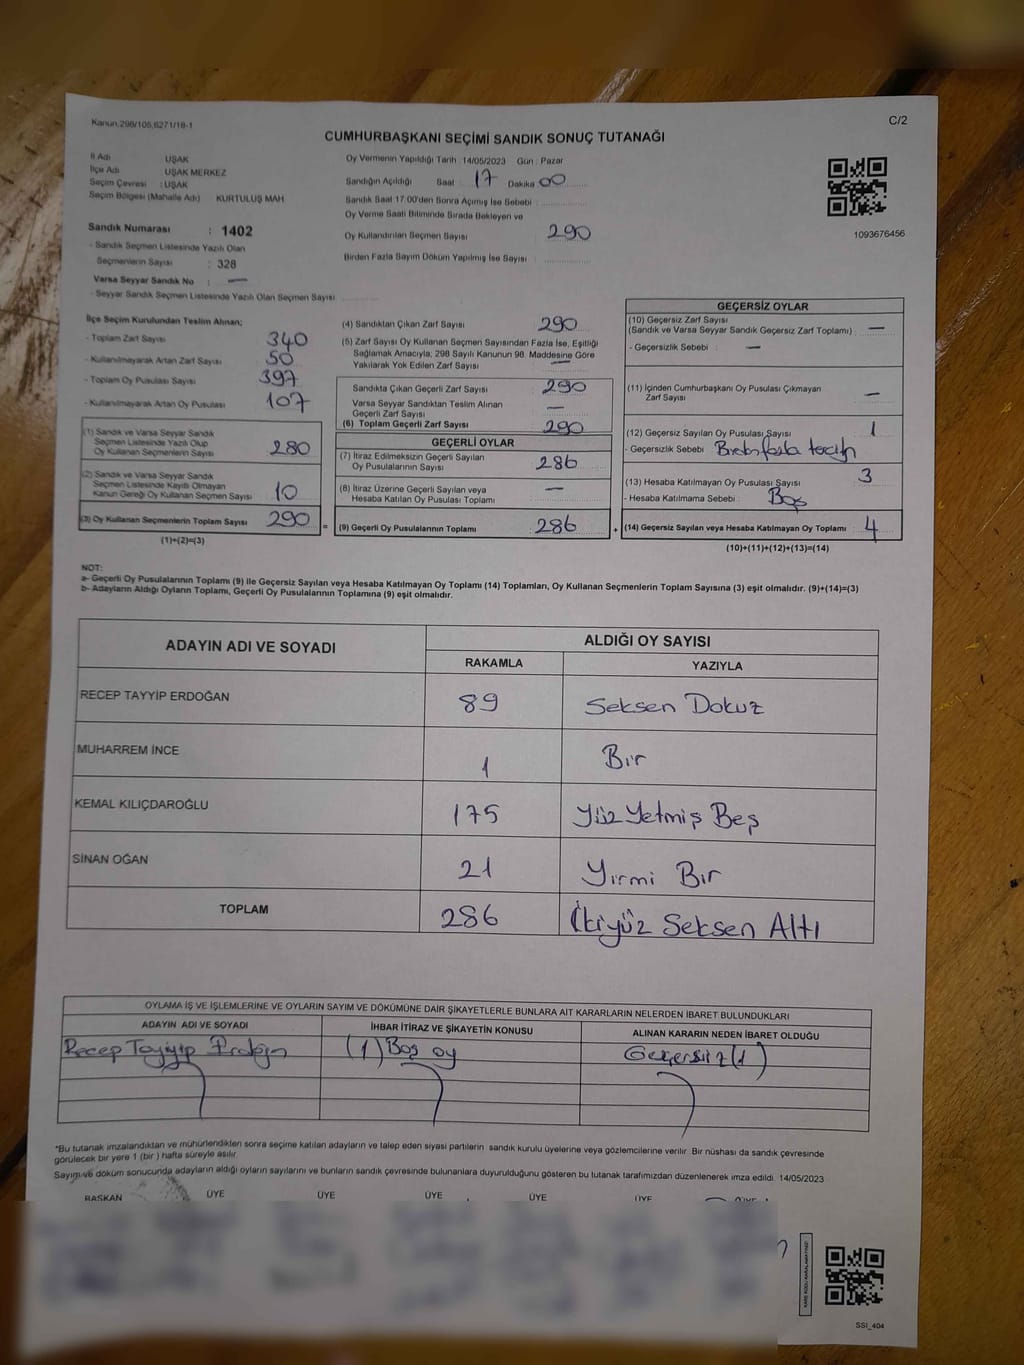 Kanun.298/105,6271/18-1
C/2
CUMHURBAŞKANI SEÇİMİ SANDIK SONUÇ TUTANAĞI
İl Adı UŞAK
İlçe Adı UŞAK MERKEZ
Seçim Çevresi : UŞAK
Seçim Bölgesi (Mahalle Adı) KURTULUŞ MAH
Sandık Numarası : 1402
- Sandık Seçmen Listesinde Yazılı Olan
Seçmenlerin Sayısı : 328
Varsa Seyyar Sandık No : —
- Seyyar Sandık Seçmen Listesinde Yazılı Olan Seçmen Sayısı
Oy Vermenin Yapıldığı Tarih : 14/05/2023 Gün : Pazar
Sandığın Açıldığı Saat 17 Dakika 00
Sandık Saat 17:00'den Sonra Açılmış İse Sebebi :
Oy Verme Saati Bitiminde Sırada Bekleyen ve
Oy Kullandırılan Seçmen Sayısı 290
Birden Fazla Sayım Döküm Yapılmış İse Sayısı :
1093676456
İlçe Seçim Kurulundan Teslim Alınan;
- Toplam Zarf Sayısı 340
- Kullanılmayarak Artan Zarf Sayısı 50
- Toplam Oy Pusulası Sayısı 397
- Kullanılmayarak Artan Oy Pusulası 107
(1) Sandık ve Varsa Seyyar Sandık
Seçmen Listesinde Yazılı Olup
Oy Kullanan Seçmenlerin Sayısı 280
(2) Sandık ve Varsa Seyyar Sandık
Seçmen Listesinde Kayıtlı Olmayan
Kanun Gereği Oy Kullanan Seçmen Sayısı 10
(3) Oy Kullanan Seçmenlerin Toplam Sayısı 290 =
(1)+(2)=(3)
(4) Sandıktan Çıkan Zarf Sayısı 290
(5) Zarf Sayısı Oy Kullanan Seçmen Sayısından Fazla İse, Eşitliği
Sağlamak Amacıyla, 298 Sayılı Kanunun 98. Maddesine Göre
Yakılarak Yok Edilen Zarf Sayısı —
Sandıkta Çıkan Geçerli Zarf Sayısı 290
Varsa Seyyar Sandıktan Teslim Alınan
Geçerli Zarf Sayısı —
(6) Toplam Geçerli Zarf Sayısı 290
GEÇERLİ OYLAR
(7) İtiraz Edilmeksizin Geçerli Sayılan
Oy Pusulalarının Sayısı 286
(8) İtiraz Üzerine Geçerli Sayılan veya
Hesaba Katılan Oy Pusulası Toplamı —
(9) Geçerli Oy Pusulalarının Toplamı 286 +
GEÇERSİZ OYLAR
(10) Geçersiz Zarf Sayısı
(Sandık ve Varsa Seyyar Sandık Geçersiz Zarf Toplamı) : —
- Geçersizlik Sebebi : —
(11) İçinden Cumhurbaşkanı Oy Pusulası Çıkmayan
Zarf Sayısı —
(12) Geçersiz Sayılan Oy Pusulası Sayısı 1
- Geçersizlik Sebebi Birden fazla tercih
(13) Hesaba Katılmayan Oy Pusulası Sayısı 3
- Hesaba Katılmama Sebebi : Boş
(14) Geçersiz Sayılan veya Hesaba Katılmayan Oy Toplamı 4
(10)+(11)+(12)+(13)=(14)
NOT:
a- Geçerli Oy Pusulalarının Toplamı (9) ile Geçersiz Sayılan veya Hesaba Katılmayan Oy Toplamı (14) Toplamları, Oy Kullanan Seçmenlerin Toplam Sayısına (3) eşit olmalıdır. (9)+(14)=(3)
b- Adayların Aldığı Oyların Toplamı, Geçerli Oy Pusulalarının Toplamına (9) eşit olmalıdır.
ADAYIN ADI VE SOYADI ALDIĞI OY SAYISI
RAKAMLA YAZIYLA
RECEP TAYYİP ERDOĞAN 89 Seksen Dokuz
MUHARREM İNCE 1 Bir
KEMAL KILIÇDAROĞLU 175 Yüz Yetmiş Beş
SİNAN OĞAN 21 Yirmi Bir
TOPLAM 286 İkiyüz Seksen Altı
OYLAMA İŞ VE İŞLEMLERİNE VE OYLARIN SAYIM VE DÖKÜMÜNE DAİR ŞİKAYETLERLE BUNLARA AİT KARARLARIN NELERDEN İBARET BULUNDUKLARI
ADAYIN ADI VE SOYADI İHBAR İTİRAZ VE ŞİKAYETİN KONUSU ALINAN KARARIN NEDEN İBARET OLDUĞU
Recep Tayyip Erdoğan (1) Boş oy Geçersiz (1)
*Bu tutanak imzalandıktan ve mühürlendikten sonra seçime katılan adayların ve talep eden siyasi partilerin sandık kurulu üyelerine veya gözlemcilerine verilir. Bir nüshası da sandık çevresinde
görülecek bir yere 1 (bir) hafta süreyle asılır.
Sayım ve döküm sonucunda adayların aldığı oyların sayılarını ve bunların sandık çevresinde bulunanlara duyurulduğunu gösteren bu tutanak tarafımızdan düzenlenerek imza edildi. 14/05/2023
BAŞKAN ÜYE ÜYE ÜYE ÜYE ÜYE ÜYE
KARE KODU KARALAMAYINIZ!
SSI_404